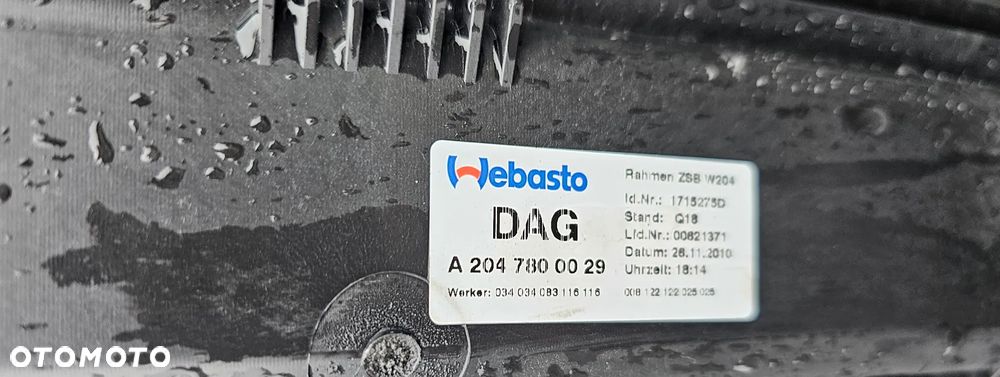 Webasto
DAG
A 204 780 00 29
Werker: 034 034 083 116 116
Rahmen ZSB W204
Id.Nr.: 1715275D
Stand: Q18
Lfd.Nr.: 00821371
Datum: 26.11.2010
Uhrzeit: 18:14
008 122 122 025 025
OTOMOTO